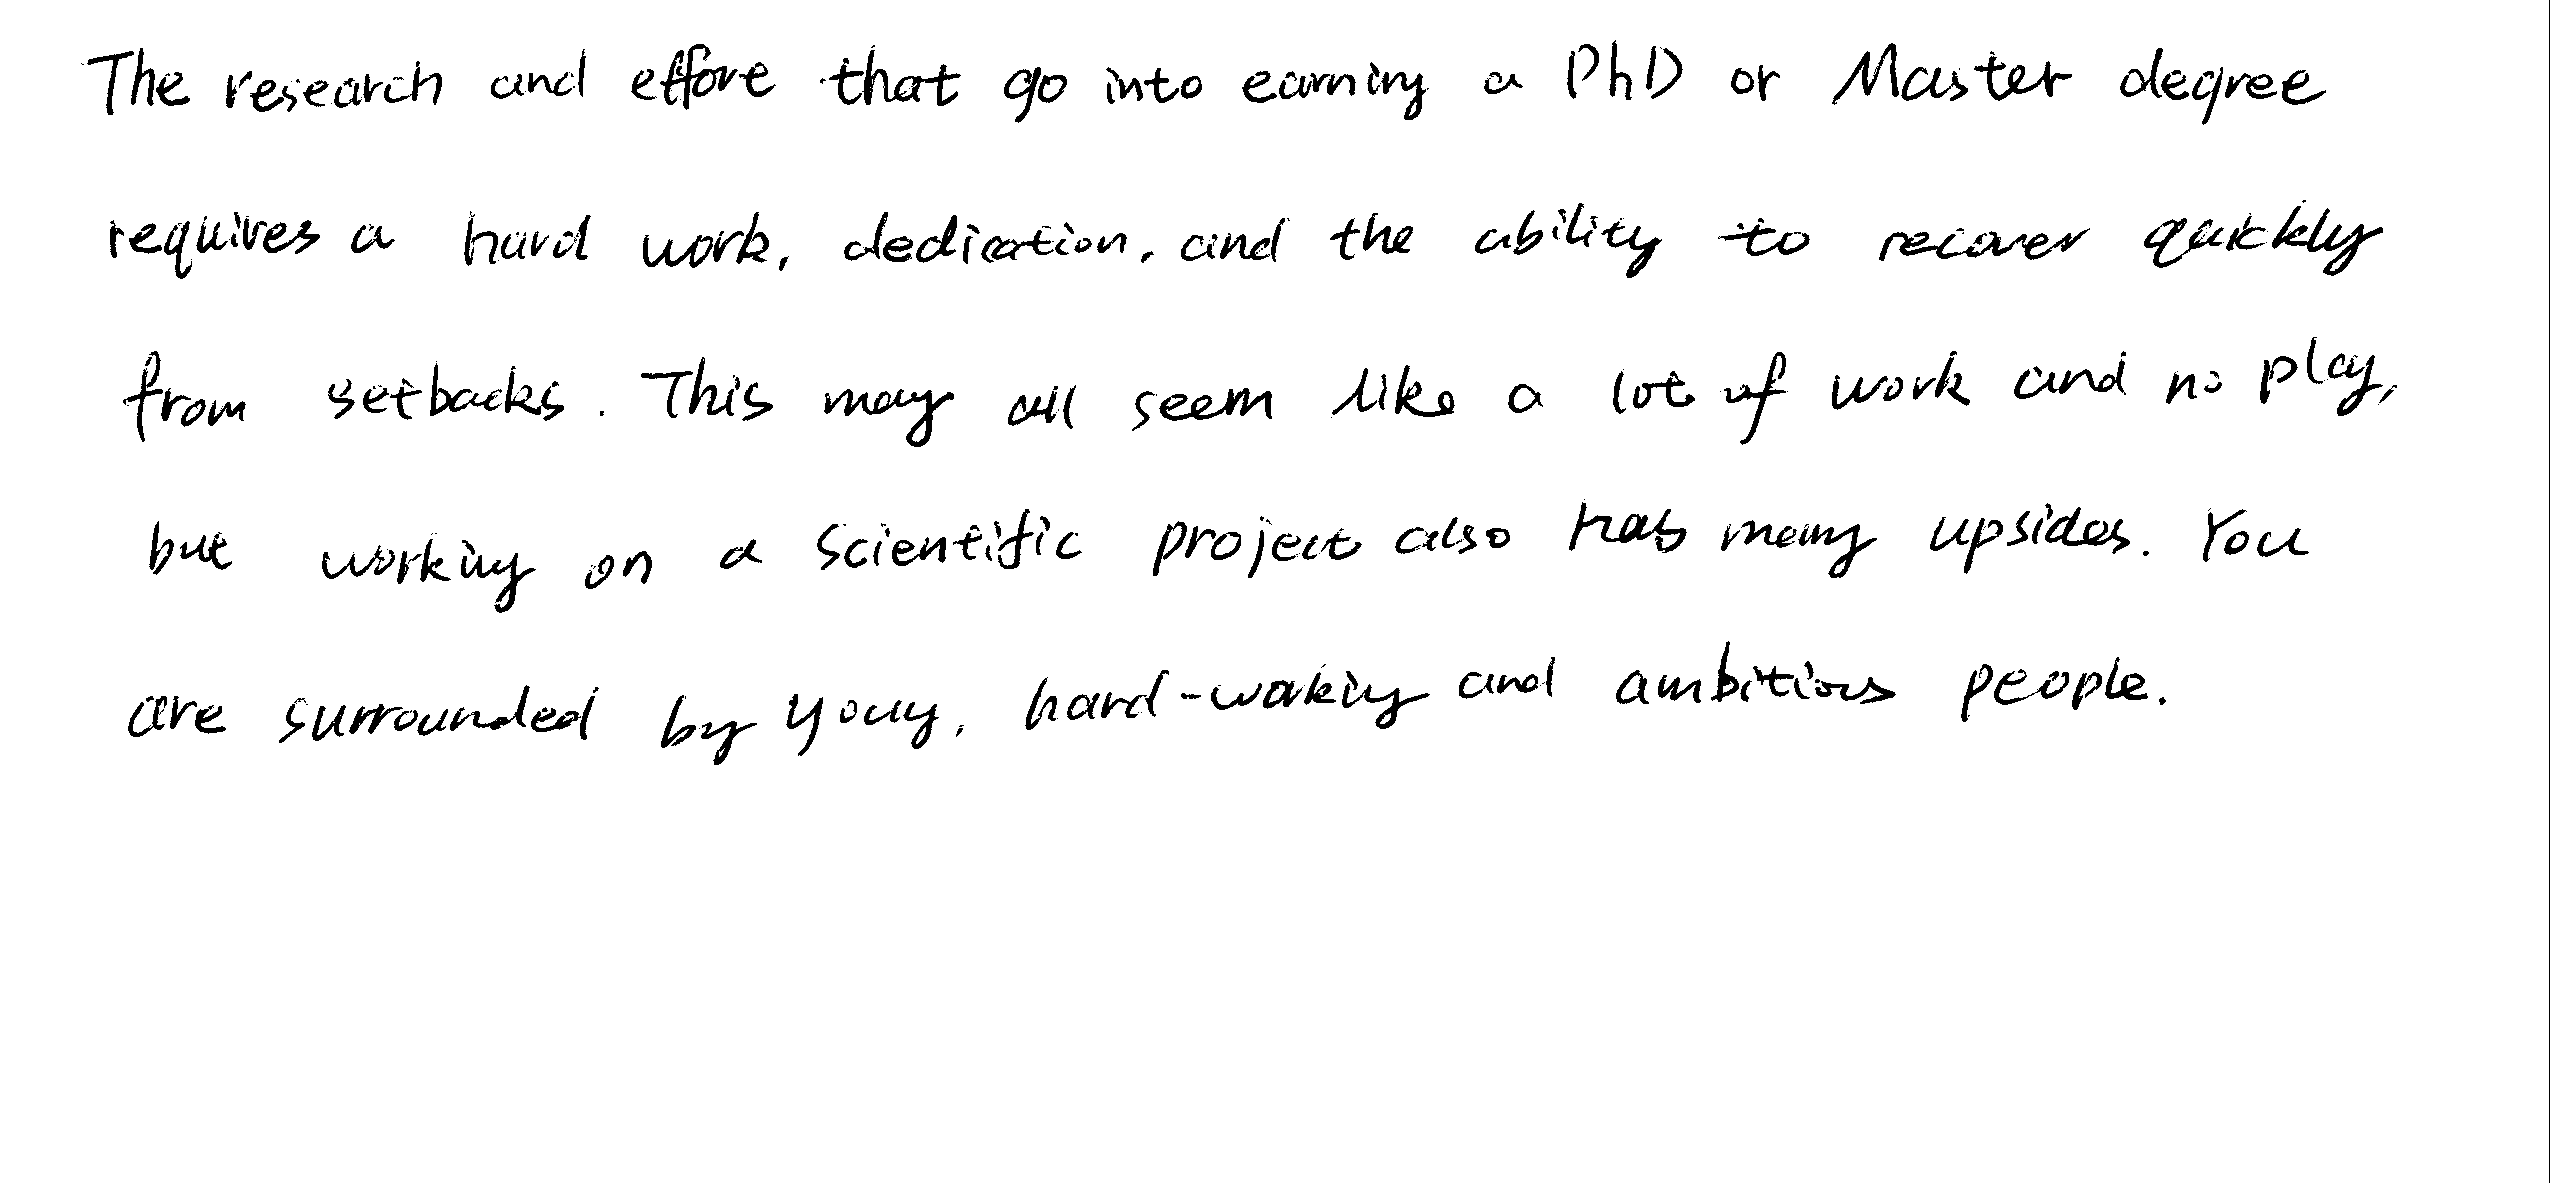 The research and effort that go into earning a PhD or Master degree
requires a hard work, dedication, and the ability to recover quickly
from setbacks. This may all seem like a lot of work and no play,
but working on a scientific project also has many upsides. You
are surrounded by young, hard-working and ambitious people.